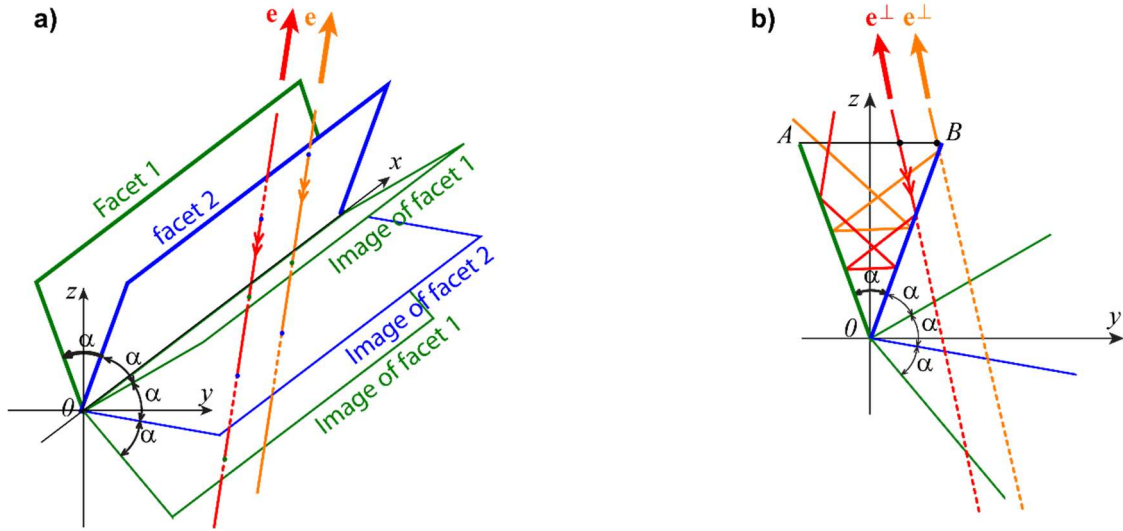 a)
e
e
Facet 1
facet 2
x
Image of facet 1
Image of facet 2
Image of facet 1
z
α
α
α
α
0
y
b)
e⊥
e⊥
z
A
B
α
α
α
α
0
y